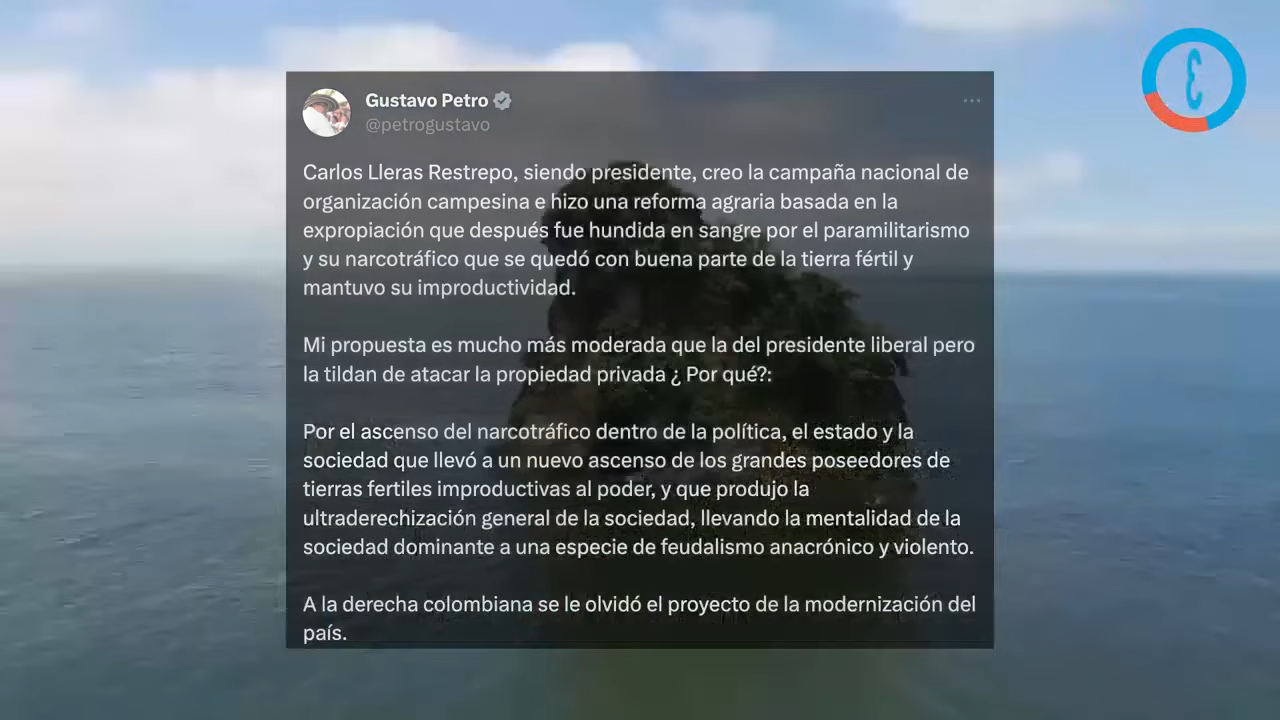 Gustavo Petro
@petrogustavo
Carlos Lleras Restrepo, siendo presidente, creo la campaña nacional de
organización campesina e hizo una reforma agraria basada en la
expropiación que después fue hundida en sangre por el paramilitarismo
y su narcotráfico que se quedó con buena parte de la tierra fértil y
mantuvo su improductividad.
Mi propuesta es mucho más moderada que la del presidente liberal pero
la tildan de atacar la propiedad privada ¿ Por qué?:
Por el ascenso del narcotráfico dentro de la política, el estado y la
sociedad que llevó a un nuevo ascenso de los grandes poseedores de
tierras fertiles improductivas al poder, y que produjo la
ultraderechización general de la sociedad, llevando la mentalidad de la
sociedad dominante a una especie de feudalismo anacrónico y violento.
A la derecha colombiana se le olvidó el proyecto de la modernización del
país.